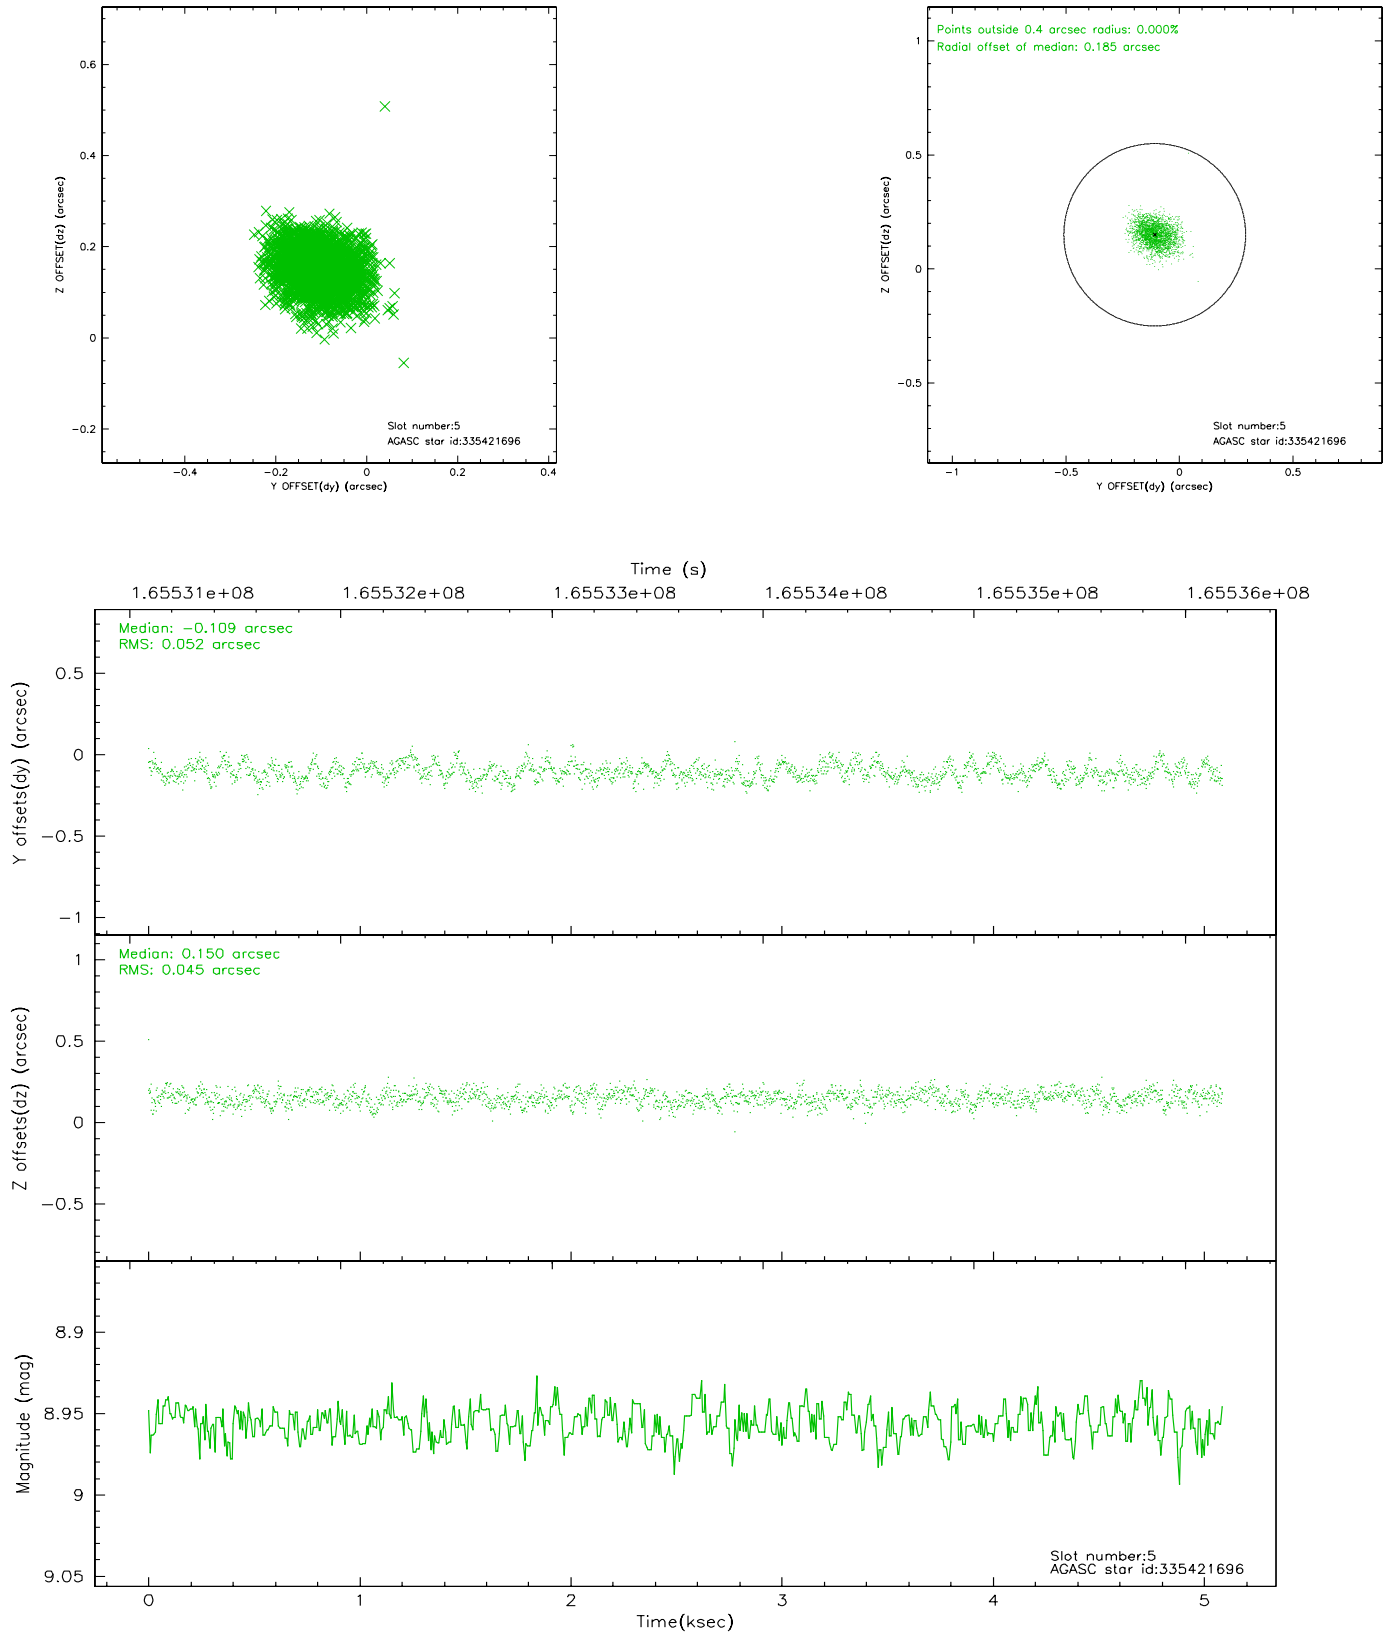 0.6
0.4
0.2
0
−0.2
Z OFFSET(dz) (arcsec)
Slot number:5
AGASC star id:335421696
−0.4 −0.2 0 0.2 0.4
Y OFFSET(dy) (arcsec)
Points outside 0.4 arcsec radius: 0.000%
Radial offset of median: 0.185 arcsec
1
0.5
0
−0.5
Z OFFSET(dz) (arcsec)
Slot number:5
AGASC star id:335421696
−1 −0.5 0 0.5
Y OFFSET(dy) (arcsec)
Time (s)
1.65531e+08 1.65532e+08 1.65533e+08 1.65534e+08 1.65535e+08 1.65536e+08
Median: −0.109 arcsec
RMS: 0.052 arcsec
0.5
0
−0.5
−1
Y offsets(dy) (arcsec)
Median: 0.150 arcsec
RMS: 0.045 arcsec
1
0.5
0
−0.5
Z offsets(dz) (arcsec)
8.9
8.95
9
9.05
Magnitude (mag)
Slot number:5
AGASC star id:335421696
0 1 2 3 4 5
Time(ksec)